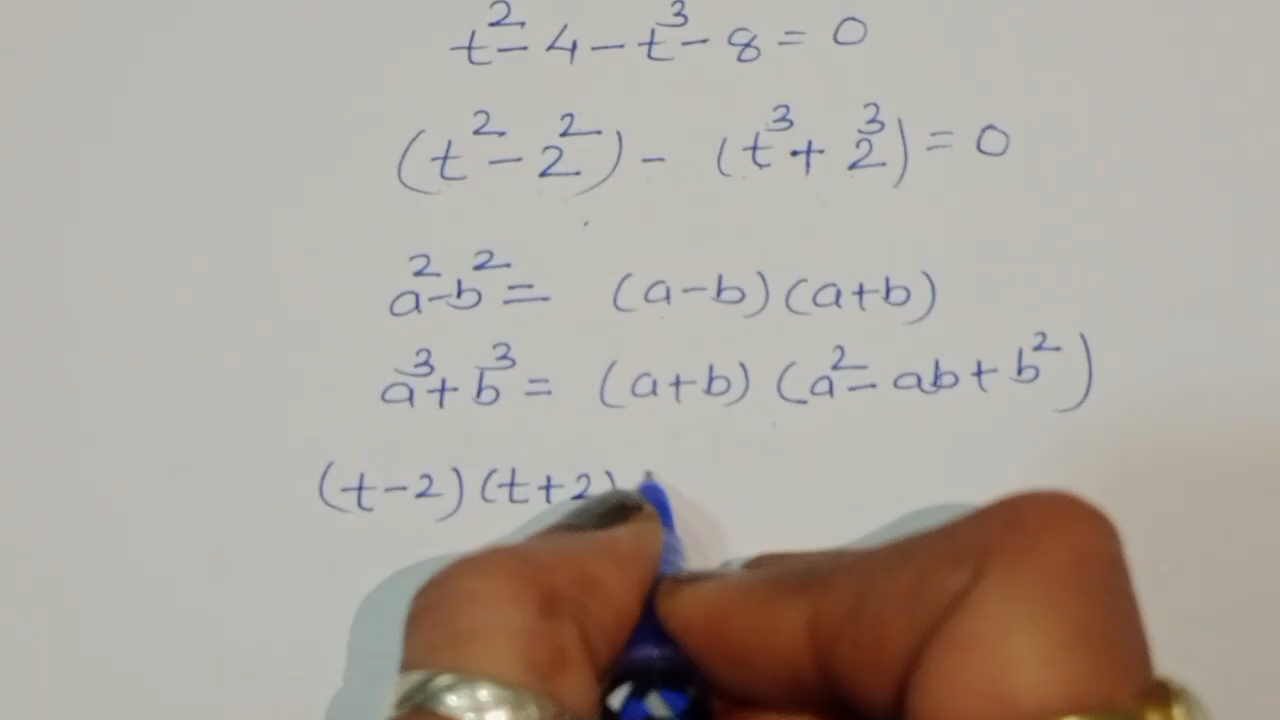 t² - 4 - t³ - 8 = 0
(t² - 2²) - (t³ + 2³) = 0
a² - b² = (a - b) (a + b)
a³ + b³ = (a + b) (a² - ab + b²)
(t - 2) (t + 2)